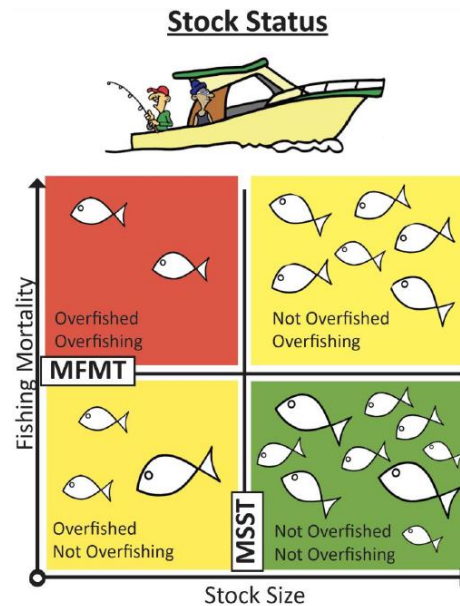 Stock Status
Overfished
Overfishing
Not Overfished
Overfishing
MFMT
Fishing Mortality
Overfished
Not Overfishing
MSST
Not Overfished
Not Overfishing
Stock Size